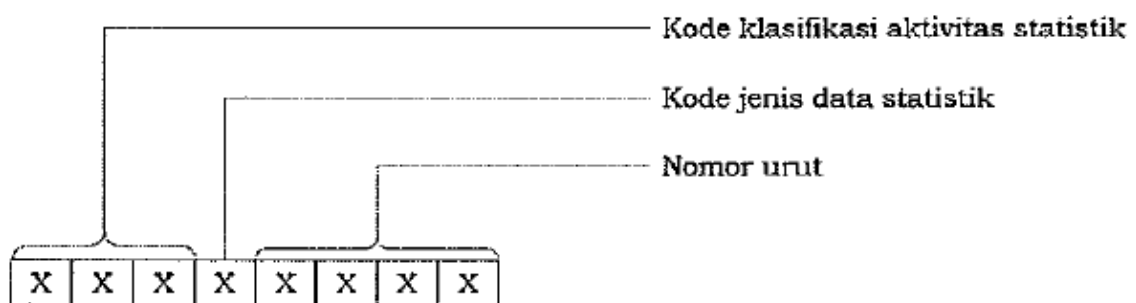 Kode klasifikasi aktivitas statistik
Kode jenis data statistik
Nomor urut
X X X X X X X X